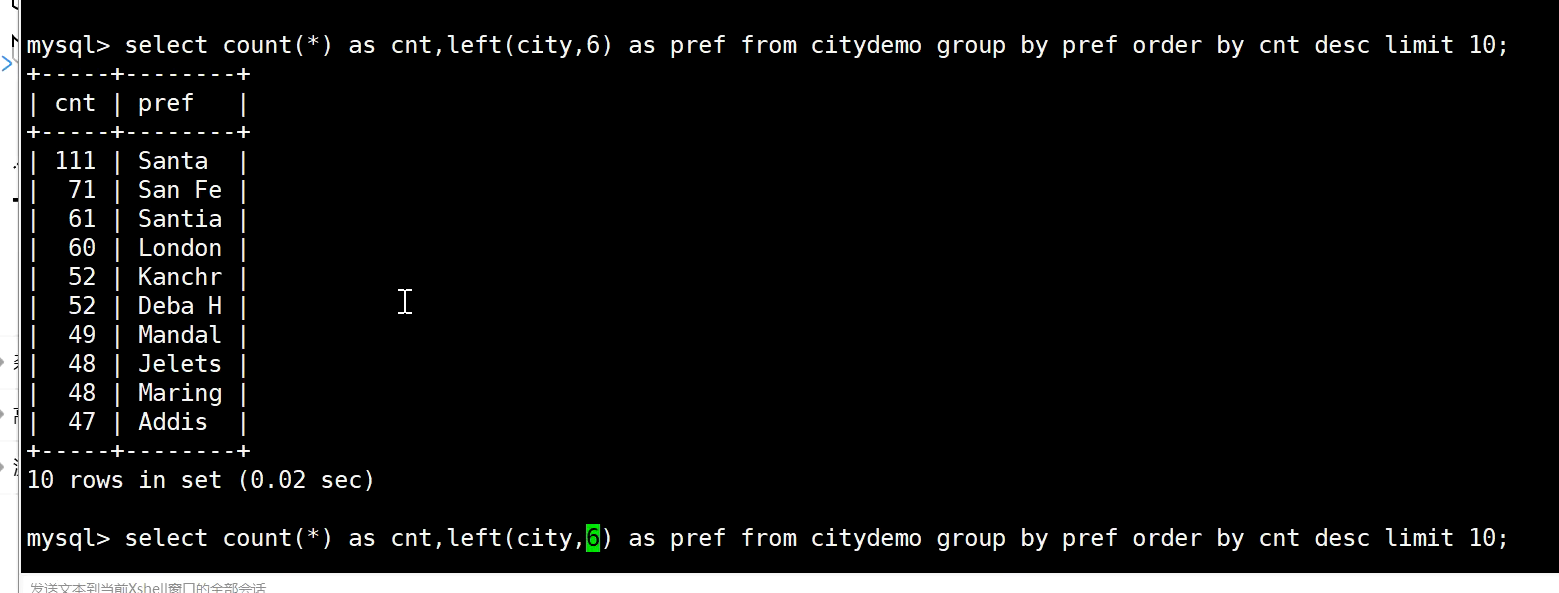 mysql> select count(*) as cnt,left(city,6) as pref from citydemo group by pref order by cnt desc limit 10;
+-----+--------+
| cnt | pref   |
+-----+--------+
| 111 | Santa  |
|  71 | San Fe |
|  61 | Santia |
|  60 | London |
|  52 | Kanchr |
|  52 | Deba H |
|  49 | Mandal |
|  48 | Jelets |
|  48 | Maring |
|  47 | Addis  |
+-----+--------+
10 rows in set (0.02 sec)
mysql> select count(*) as cnt,left(city,6) as pref from citydemo group by pref order by cnt desc limit 10;
发送文本到当前Xshell窗口的全部会话